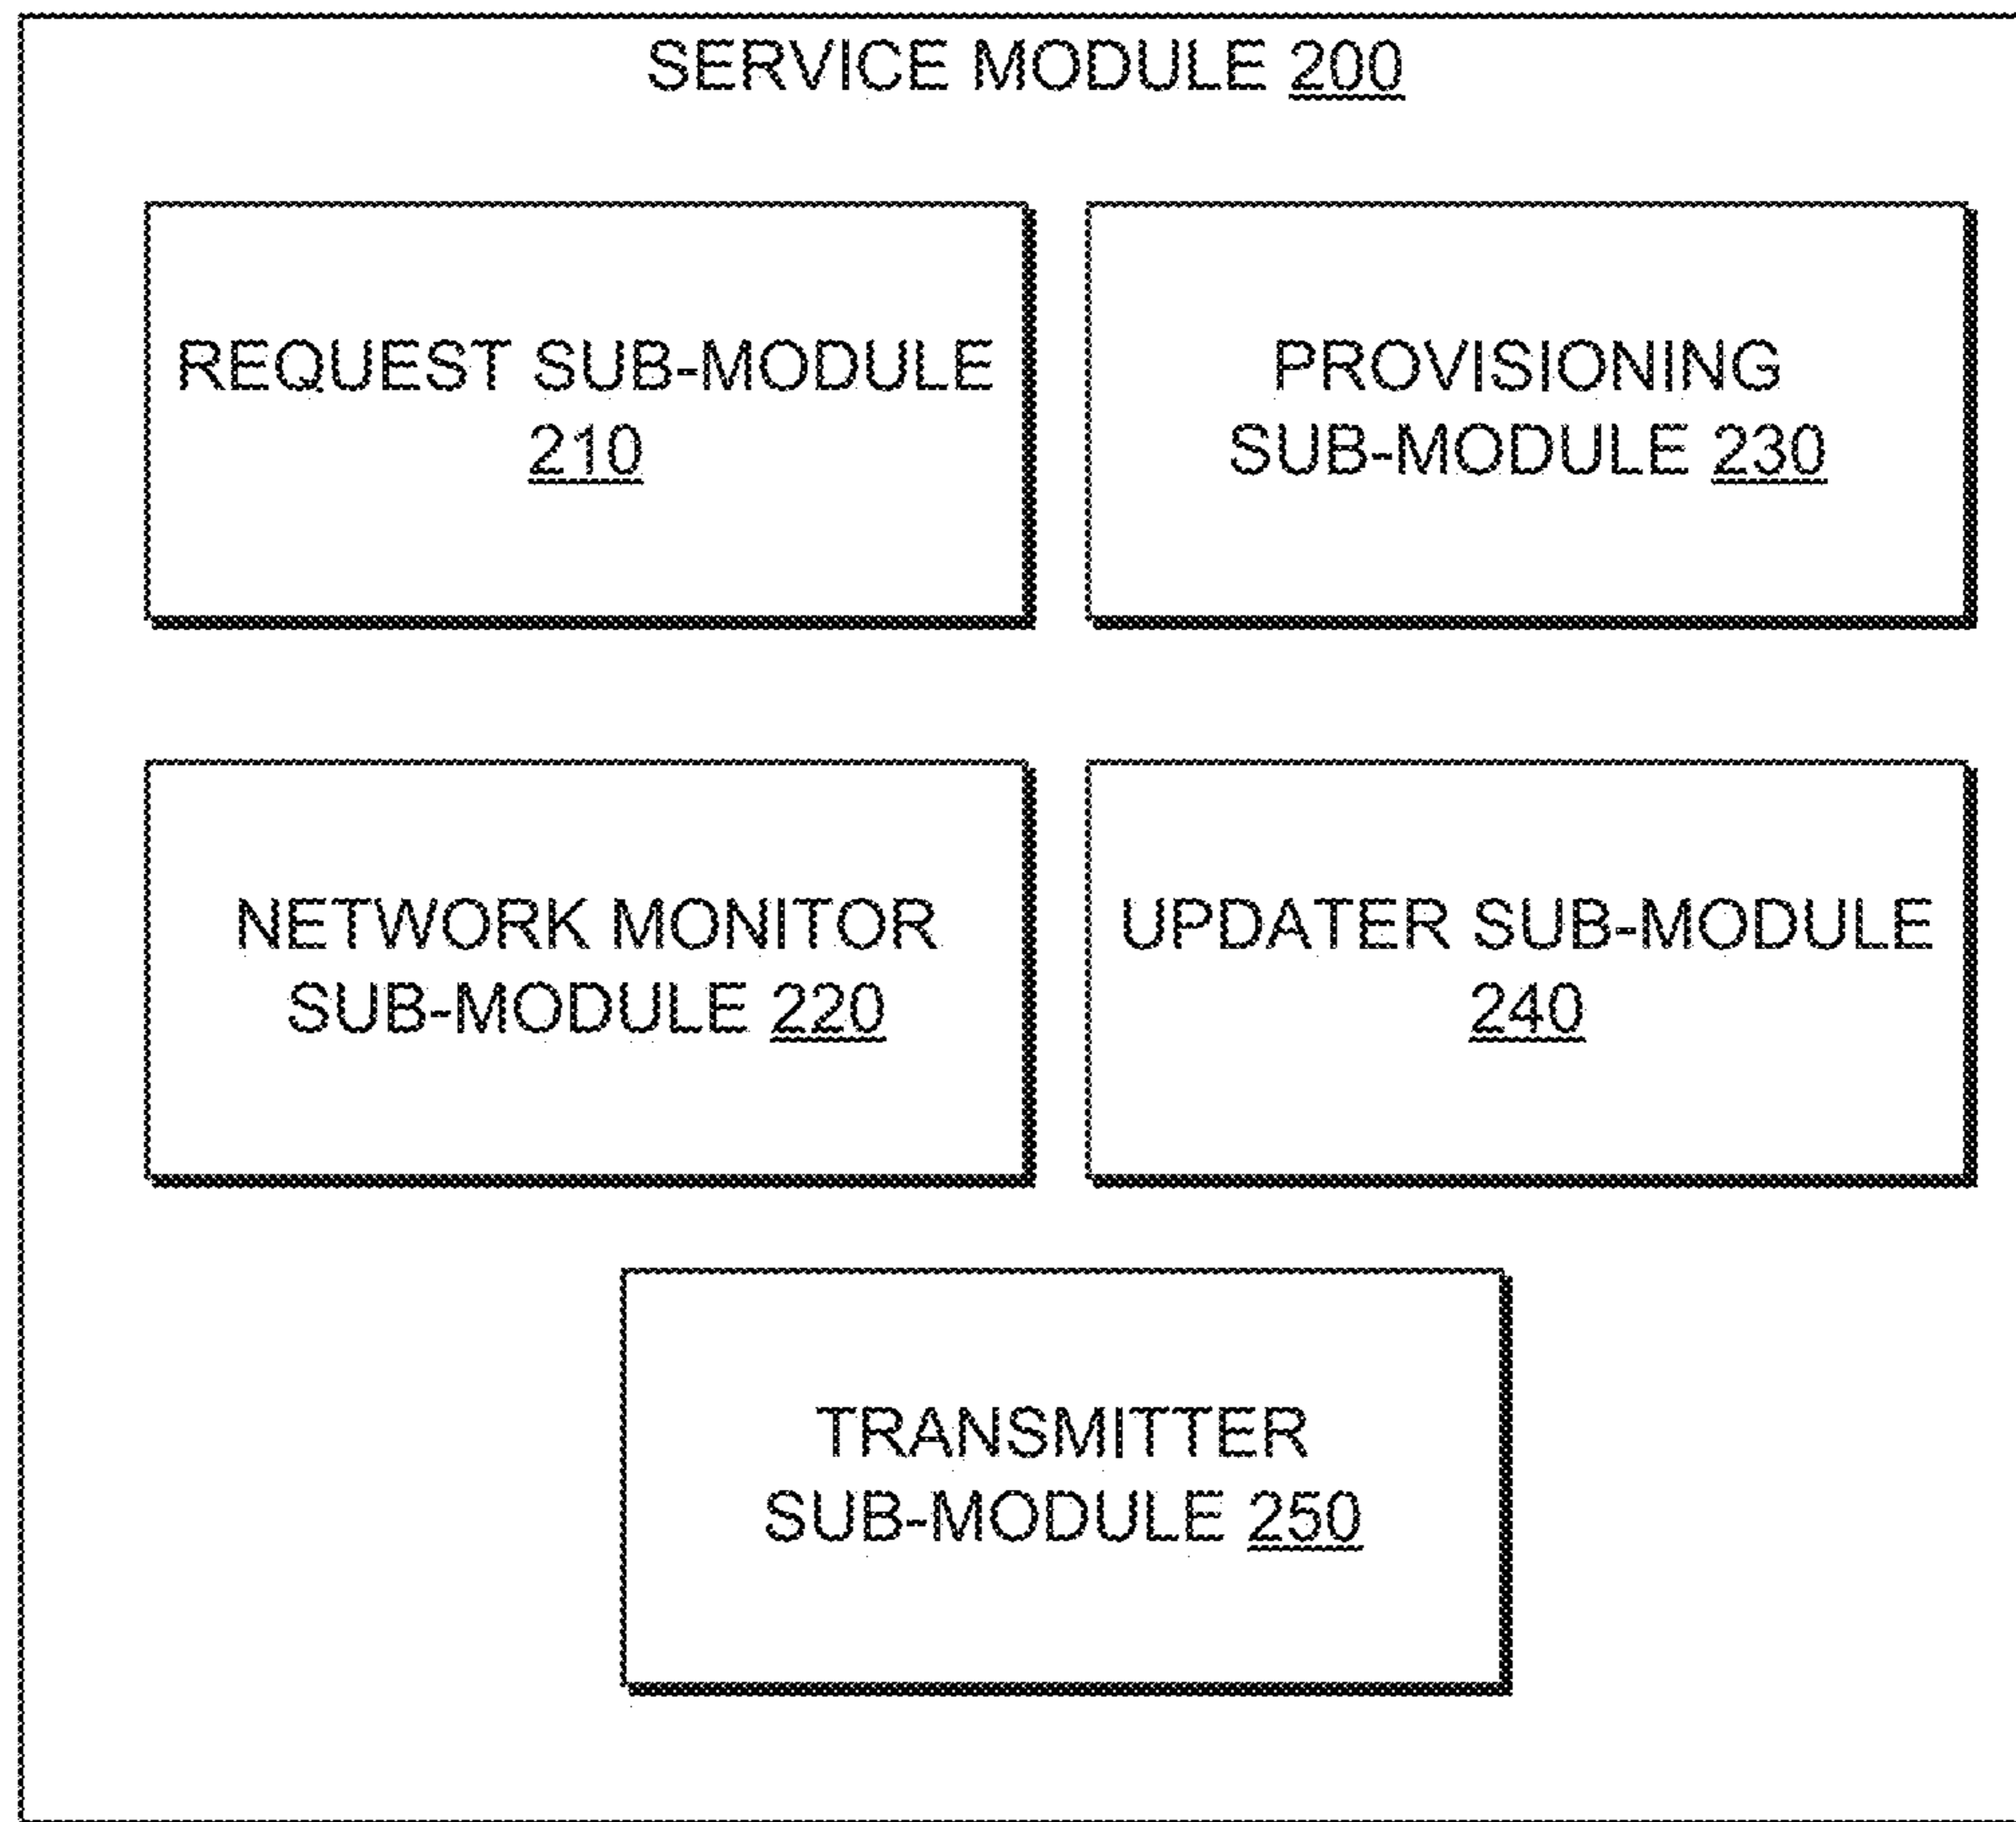 SERVICE MODULE 200
REQUEST SUB-MODULE
210
PROVISIONING
SUB-MODULE 230
NETWORK MONITOR
SUB-MODULE 220
UPDATER SUB-MODULE
240
TRANSMITTER
SUB-MODULE 250